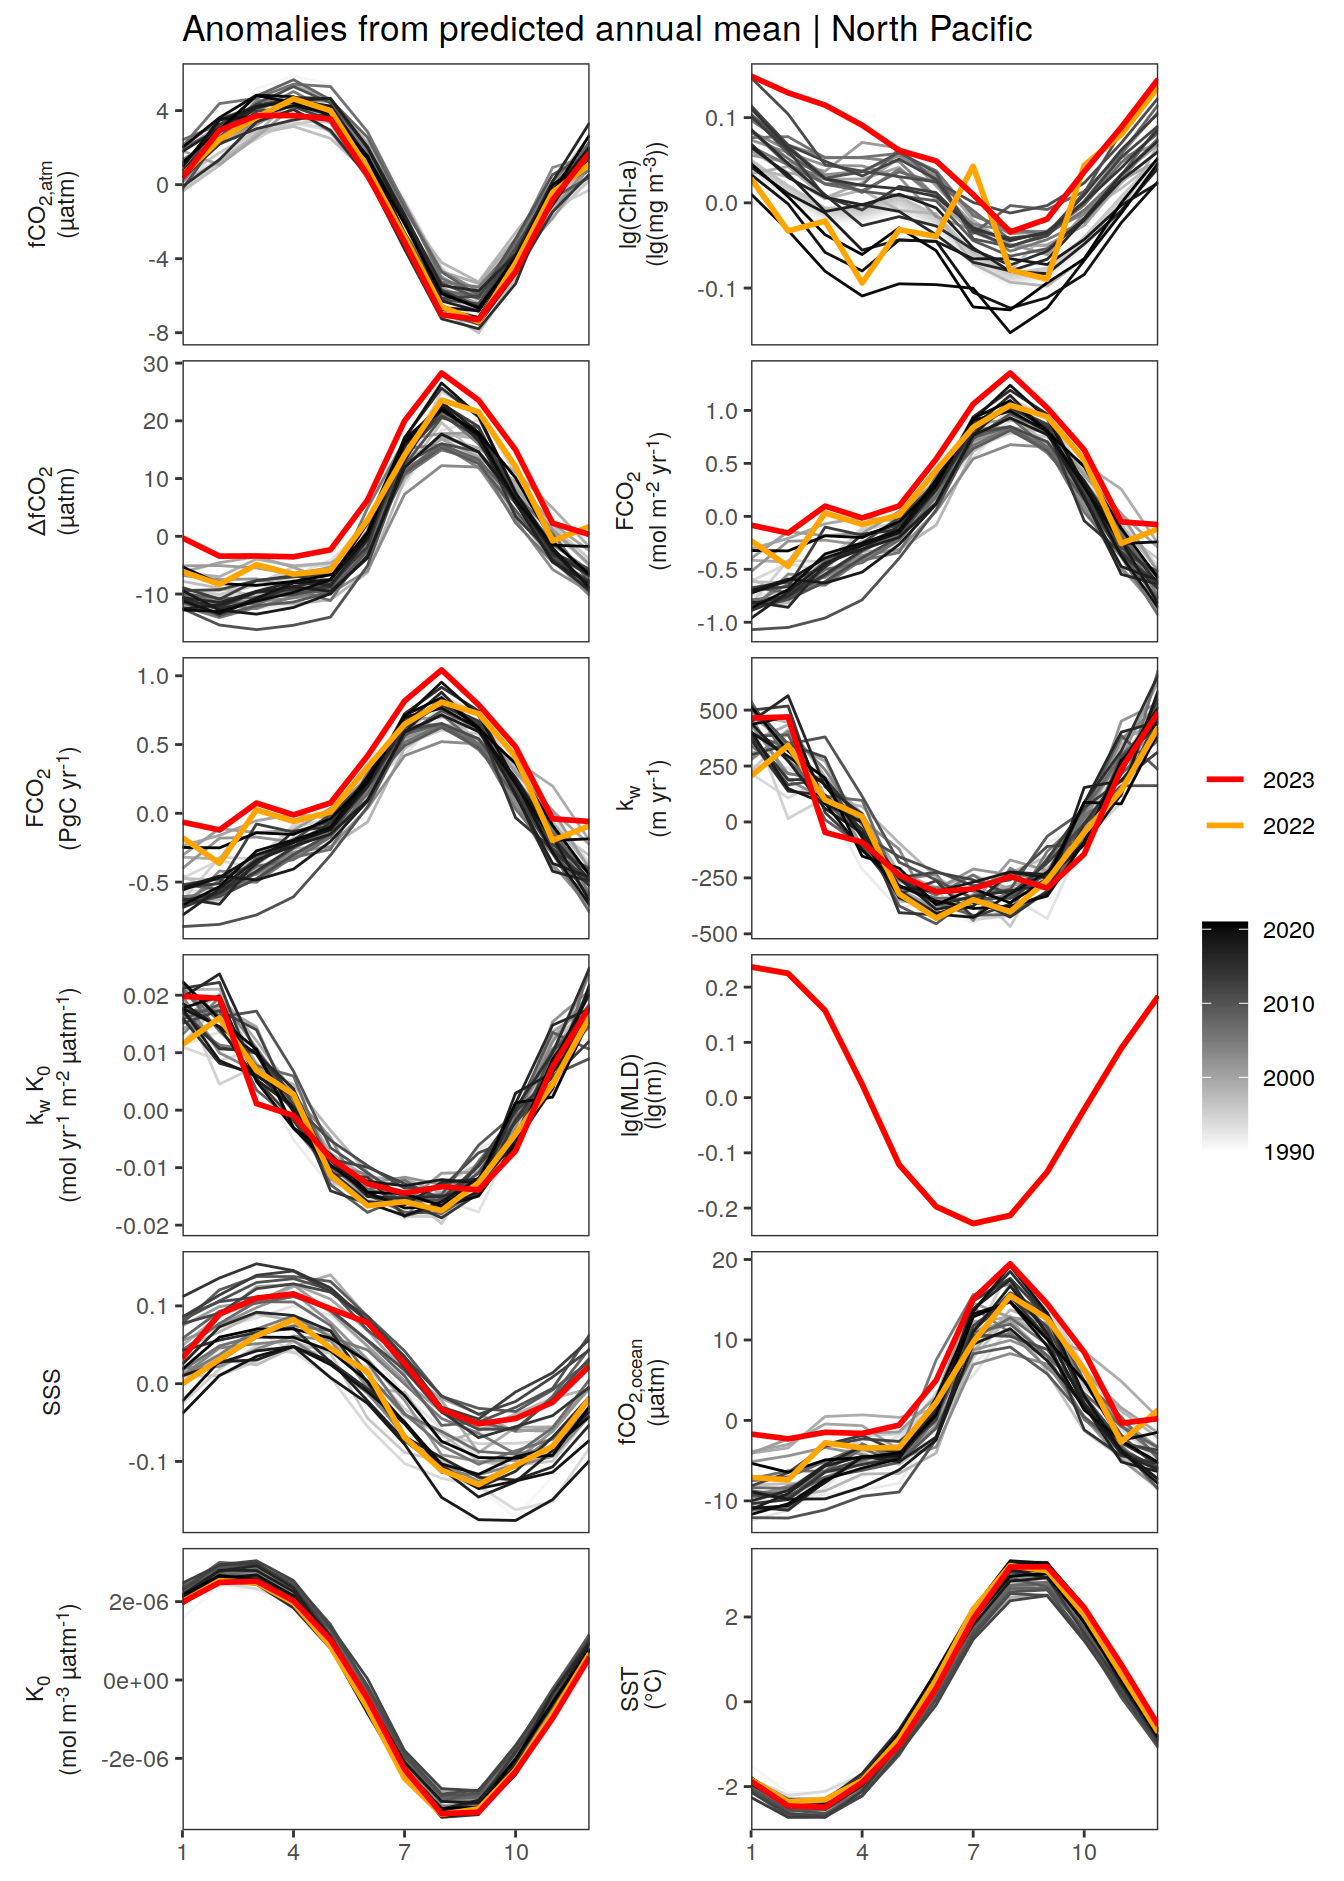 Anomalies from predicted annual mean | North Pacific
fCO2,atm
(µatm)
4
0
-4
-8
lg(Chl-a)
(lg(mg m-3))
0.1
0.0
-0.1
ΔfCO2
(µatm)
30
20
10
0
-10
FCO2
(mol m-2 yr-1)
1.0
0.5
0.0
-0.5
-1.0
FCO2
(PgC yr-1)
1.0
0.5
0.0
-0.5
kw
(m yr-1)
500
250
0
-250
-500
kw K0
(mol yr-1 m-2 µatm-1)
0.02
0.01
0.00
-0.01
-0.02
lg(MLD)
(lg(m))
0.2
0.1
0.0
-0.1
-0.2
SSS
0.1
0.0
-0.1
fCO2,ocean
(µatm)
20
10
0
-10
K0
(mol m-3 µatm-1)
2e-06
0e+00
-2e-06
1 4 7 10
SST
(°C)
2
0
-2
1 4 7 10
2023
2022
2020
2010
2000
1990